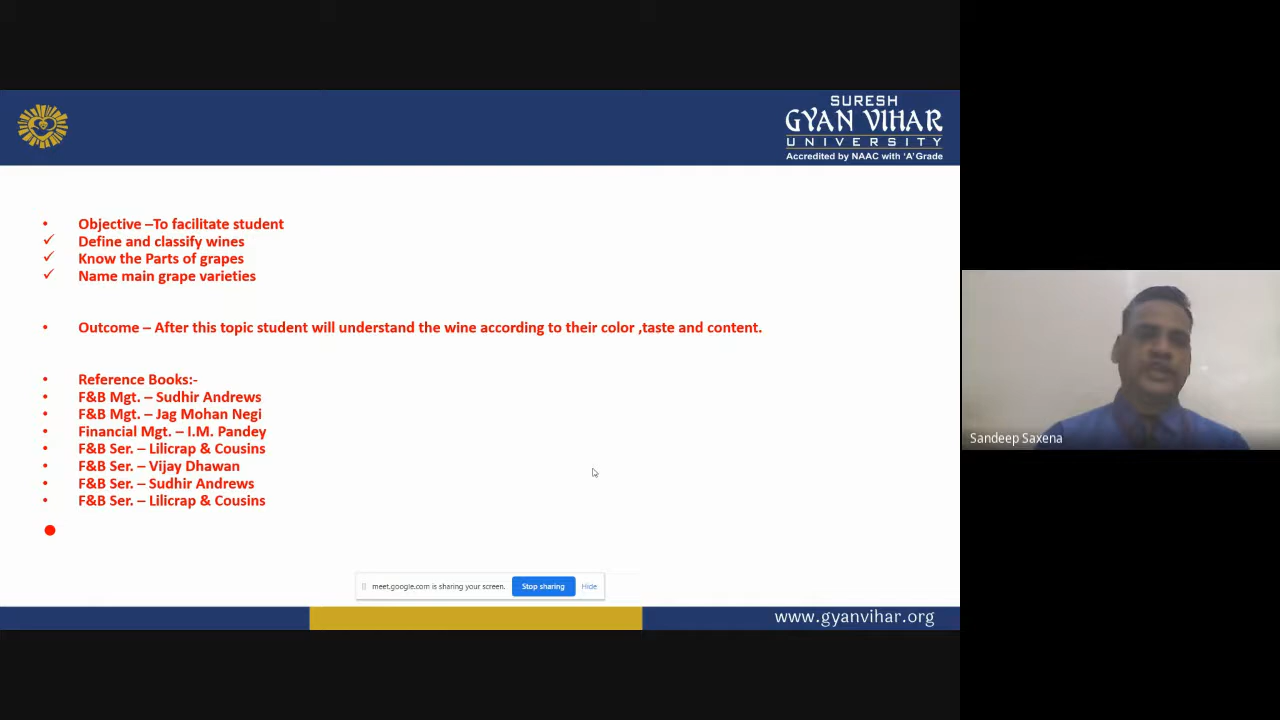 SURESH
GYAN VIHAR
UNIVERSITY
Accredited by NAAC with 'A' Grade
• Objective –To facilitate student
✓ Define and classify wines
✓ Know the Parts of grapes
✓ Name main grape varieties
• Outcome – After this topic student will understand the wine according to their color ,taste and content.
• Reference Books:-
• F&B Mgt. – Sudhir Andrews
• F&B Mgt. – Jag Mohan Negi
• Financial Mgt. – I.M. Pandey
• F&B Ser. – Lilicrap & Cousins
• F&B Ser. – Vijay Dhawan
• F&B Ser. – Sudhir Andrews
• F&B Ser. – Lilicrap & Cousins
•
Sandeep Saxena
meet.google.com is sharing your screen. Stop sharing Hide
www.gyanvihar.org